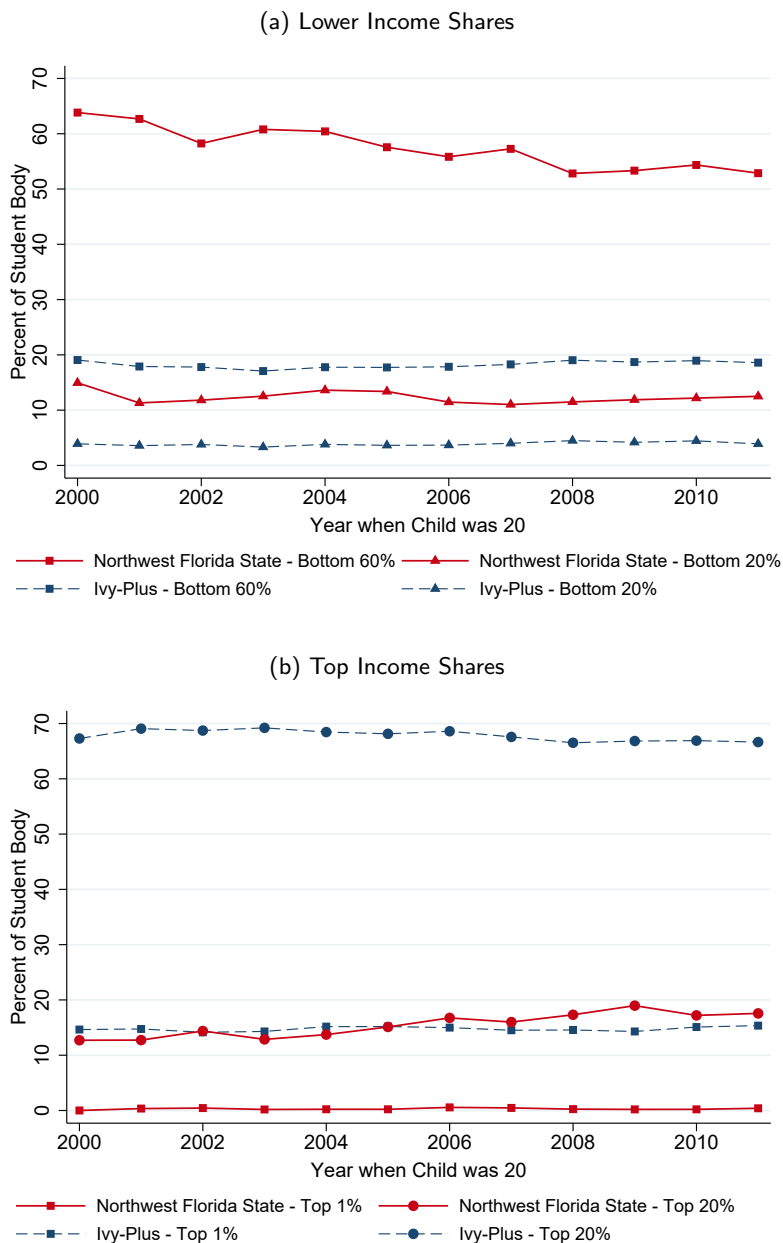 (a) Lower Income Shares
Percent of Student Body
70
60
50
40
30
20
10
0
2000 2002 2004 2006 2008 2010
Year when Child was 20
Northwest Florida State - Bottom 60% Northwest Florida State - Bottom 20%
Ivy-Plus - Bottom 60% Ivy-Plus - Bottom 20%
(b) Top Income Shares
Percent of Student Body
70
60
50
40
30
20
10
0
2000 2002 2004 2006 2008 2010
Year when Child was 20
Northwest Florida State - Top 1% Northwest Florida State - Top 20%
Ivy-Plus - Top 1% Ivy-Plus - Top 20%